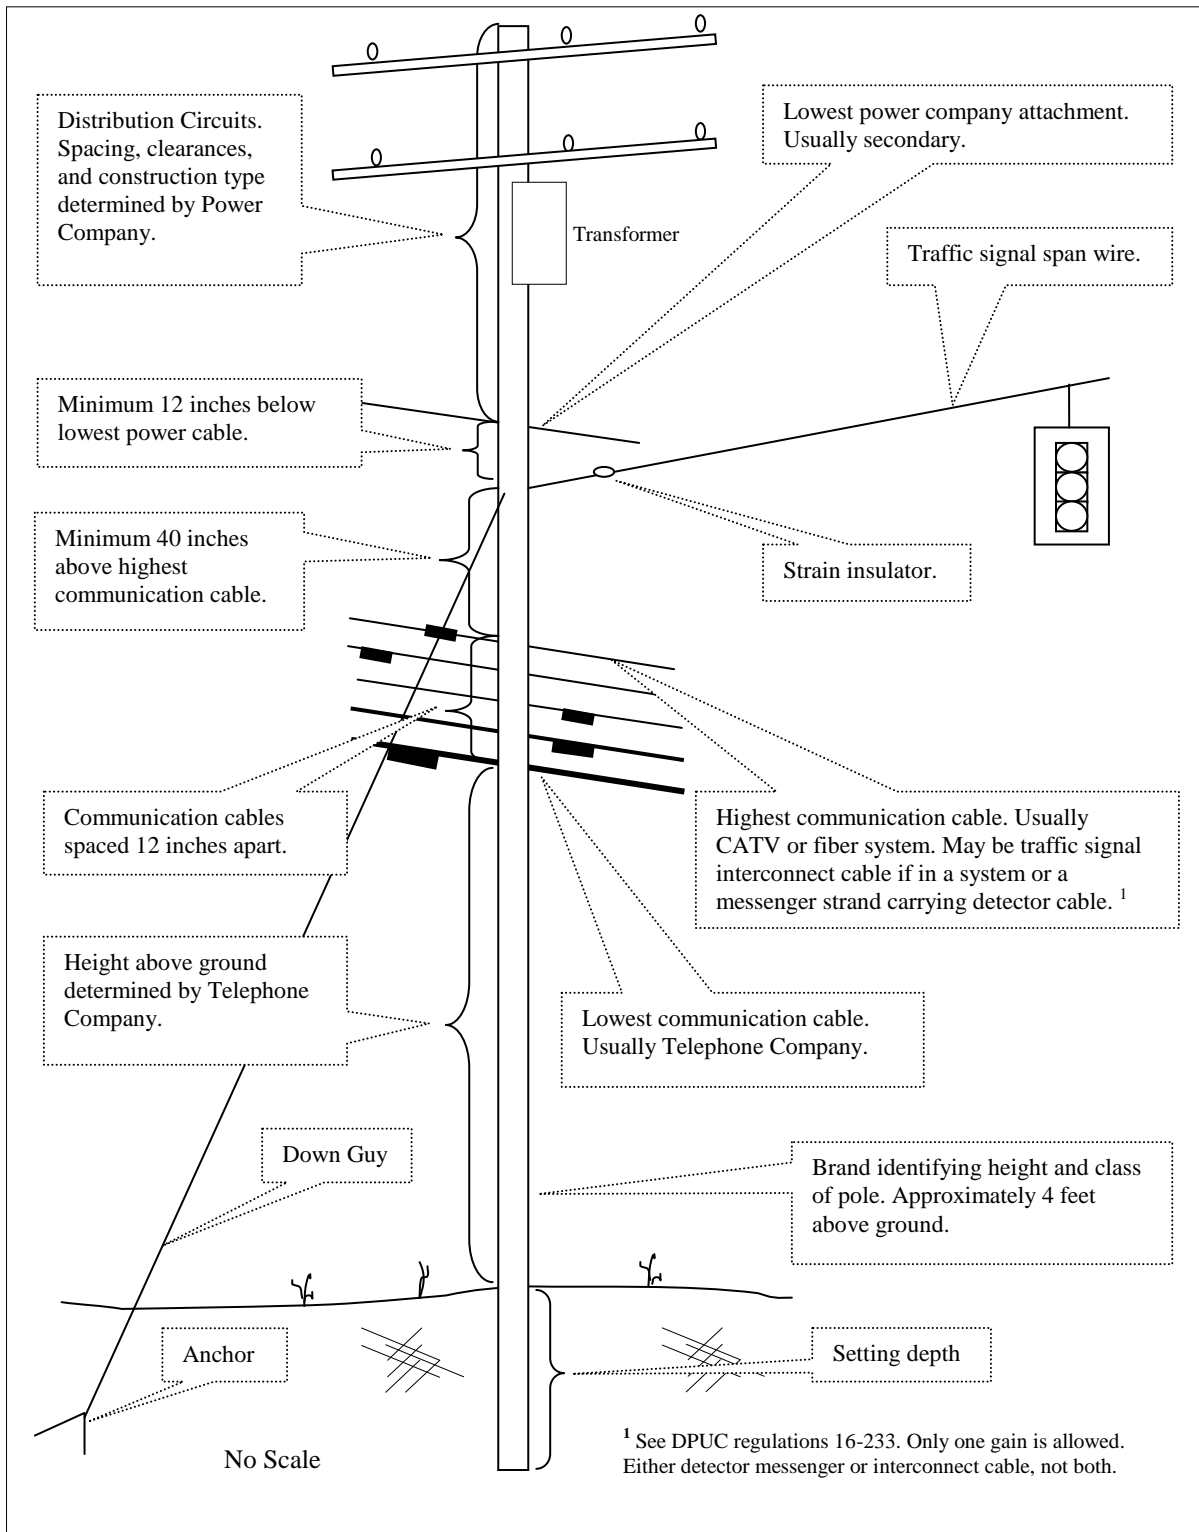 Distribution Circuits.
Spacing, clearances,
and construction type
determined by Power
Company.
Lowest power company attachment.
Usually secondary.
Transformer
Traffic signal span wire.
Minimum 12 inches below
lowest power cable.
Minimum 40 inches
above highest
communication cable.
Strain insulator.
Communication cables
spaced 12 inches apart.
Highest communication cable. Usually
CATV or fiber system. May be traffic signal
interconnect cable if in a system or a
messenger strand carrying detector cable. 1
Height above ground
determined by Telephone
Company.
Lowest communication cable.
Usually Telephone Company.
Down Guy
Brand identifying height and class
of pole. Approximately 4 feet
above ground.
Anchor
Setting depth
No Scale
1 See DPUC regulations 16-233. Only one gain is allowed.
Either detector messenger or interconnect cable, not both.